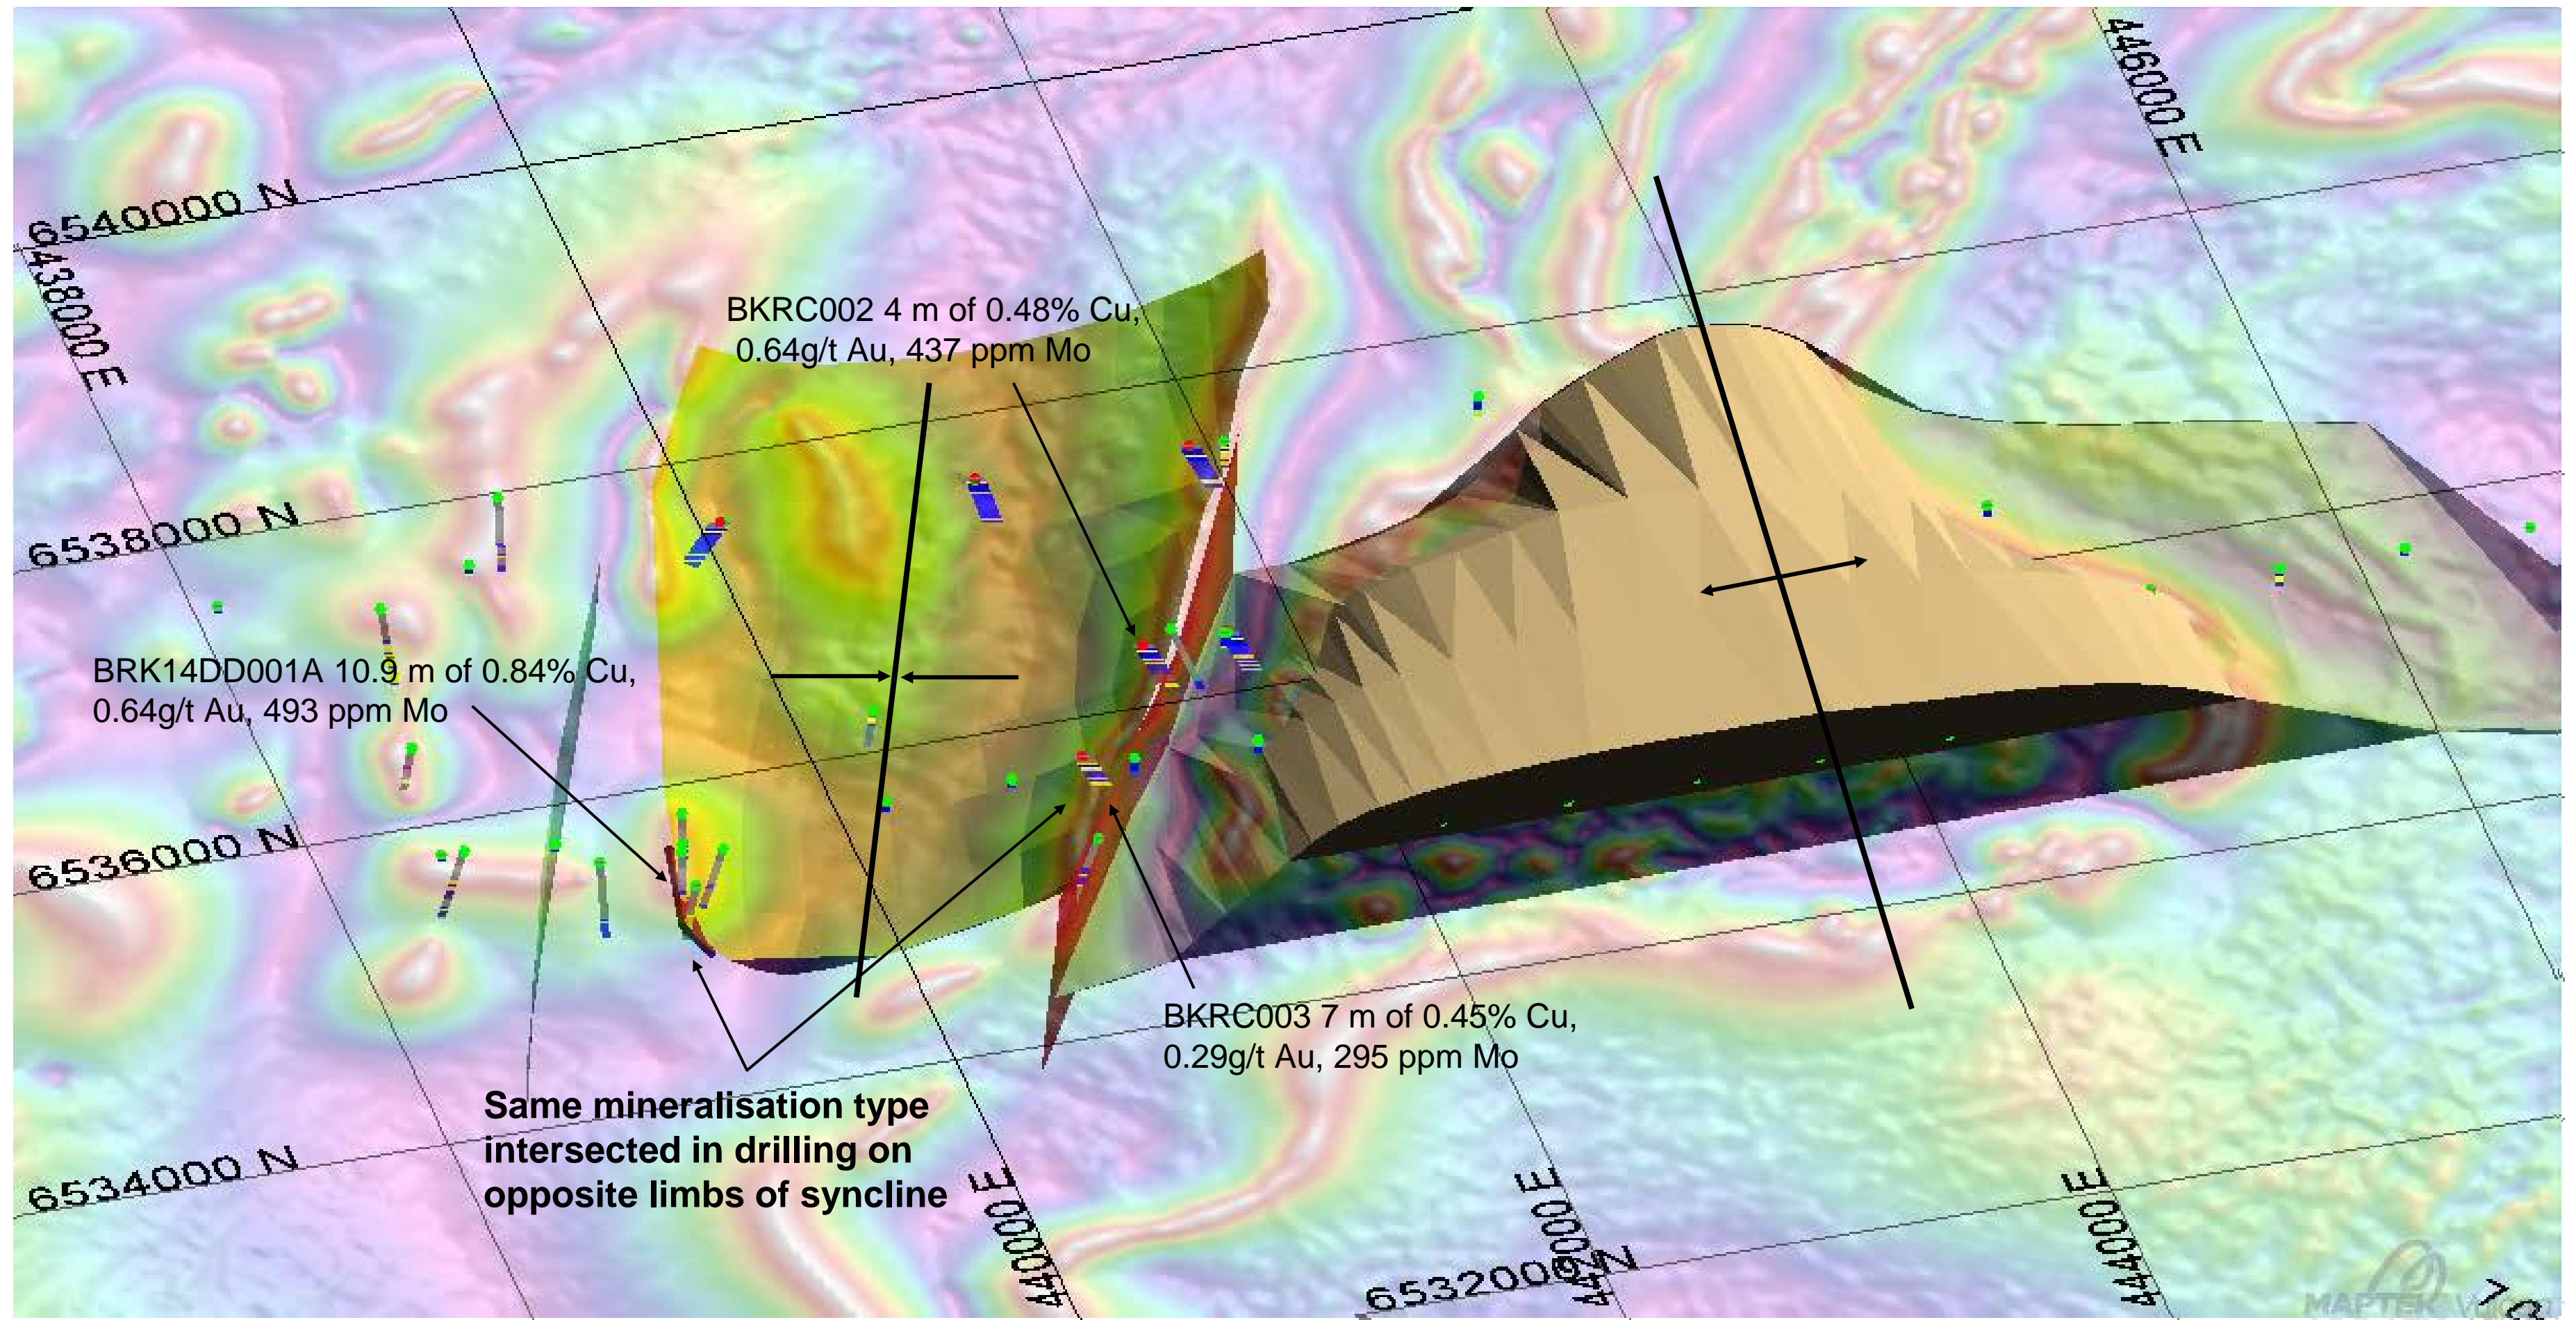 446000 E
6540000 N
438000 E
BKRC002 4 m of 0.48% Cu,
0.64g/t Au, 437 ppm Mo
6538000 N
BRK14DD001A 10.9 m of 0.84% Cu,
0.64g/t Au, 493 ppm Mo
6536000 N
BKRC003 7 m of 0.45% Cu,
0.29g/t Au, 295 ppm Mo
Same mineralisation type
intersected in drilling on
opposite limbs of syncline
6534000 N
440000 E
442000 E
444000 E
6532000 N
MAPTEK